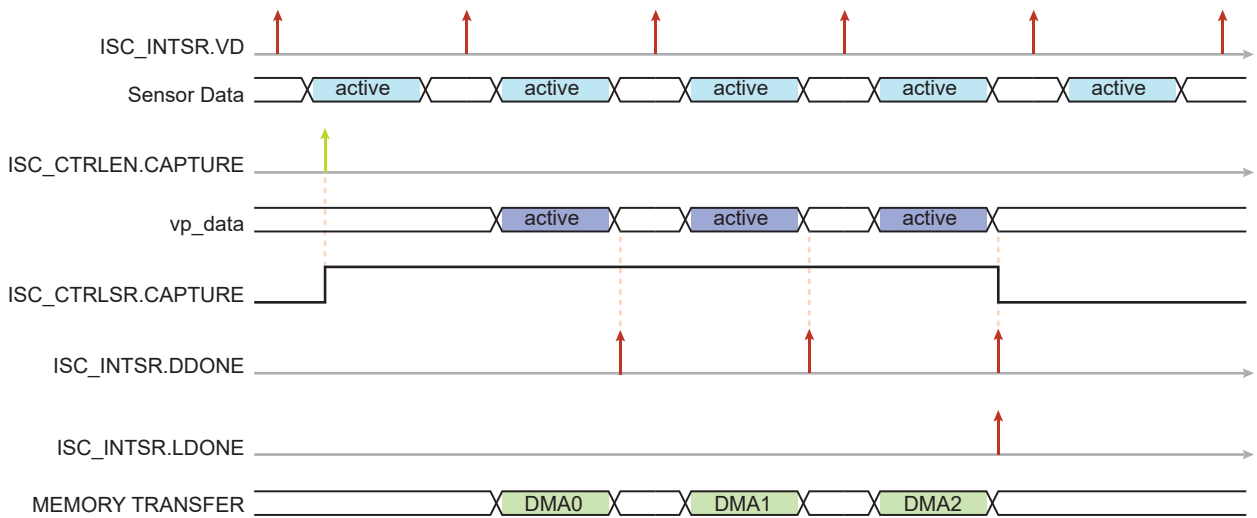 ISC_INTSR.VD
Sensor Data active active active active active
ISC_CTRLEN.CAPTURE
vp_data active active active
ISC_CTRLSR.CAPTURE
ISC_INTSR.DDONE
ISC_INTSR.LDONE
MEMORY TRANSFER DMA0 DMA1 DMA2